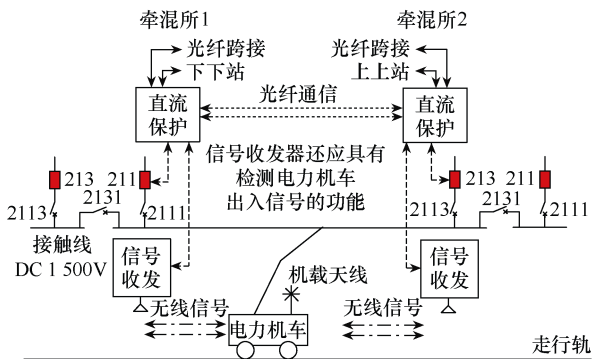 牵混所1
牵混所2
光纤跨接
下下站
光纤跨接
上上站
直流
保护
光纤通信
直流
保护
信号收发器还应具有
检测电力机车
出入信号的功能
213
2131
211
2113
2111
213
2131
211
2113
2111
接触线
DC 1 500V
信号
收发
信号
收发
机载天线
无线信号
无线信号
电力机车
走行轨